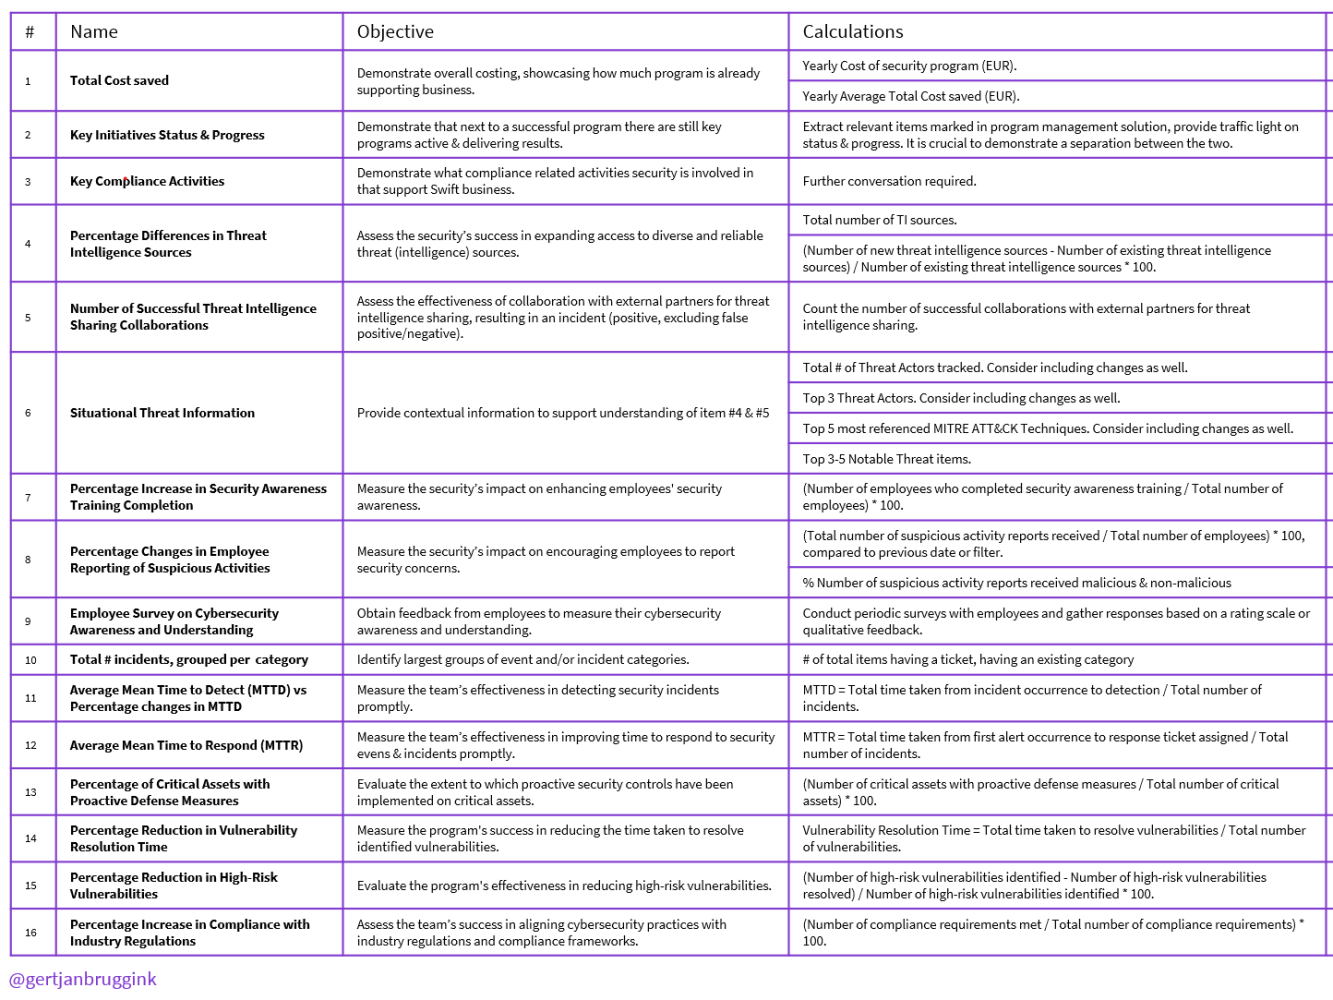 # Name Objective Calculations
1 Total Cost saved
Demonstrate overall costing, showcasing how much program is already
supporting business.
Yearly Cost of security program (EUR).
Yearly Average Total Cost saved (EUR).
2 Key Initiatives Status & Progress
Demonstrate that next to a successful program there are still key
programs active & delivering results.
Extract relevant items marked in program management solution, provide traffic light on
status & progress. It is crucial to demonstrate a separation between the two.
3 Key Compliance Activities
Demonstrate what compliance related activities security is involved in
that support Swift business.
Further conversation required.
4 Percentage Differences in Threat
Intelligence Sources
Assess the security's success in expanding access to diverse and reliable
threat (intelligence) sources.
Total number of TI sources.
(Number of new threat intelligence sources - Number of existing threat intelligence
sources) / Number of existing threat intelligence sources * 100.
5 Number of Successful Threat Intelligence
Sharing Collaborations
Assess the effectiveness of collaboration with external partners for threat
intelligence sharing, resulting in an incident (positive, excluding false
positive/negative).
Count the number of successful collaborations with external partners for threat
intelligence sharing.
6 Situational Threat Information
Provide contextual information to support understanding of item #4 & #5
Total # of Threat Actors tracked. Consider including changes as well.
Top 3 Threat Actors. Consider including changes as well.
Top 5 most referenced MITRE ATT&CK Techniques. Consider including changes as well.
Top 3-5 Notable Threat items.
7 Percentage Increase in Security Awareness
Training Completion
Measure the security's impact on enhancing employees' security
awareness.
(Number of employees who completed security awareness training / Total number of
employees) * 100.
8 Percentage Changes in Employee
Reporting of Suspicious Activities
Measure the security's impact on encouraging employees to report
security concerns.
(Total number of suspicious activity reports received / Total number of employees) * 100,
compared to previous date or filter.
% Number of suspicious activity reports received malicious & non-malicious
9 Employee Survey on Cybersecurity
Awareness and Understanding
Obtain feedback from employees to measure their cybersecurity
awareness and understanding.
Conduct periodic surveys with employees and gather responses based on a rating scale or
qualitative feedback.
10 Total # incidents, grouped per category
Identify largest groups of event and/or incident categories.
# of total items having a ticket, having an existing category
11 Average Mean Time to Detect (MTTD) vs
Percentage changes in MTTD
Measure the team's effectiveness in detecting security incidents
promptly.
MTTD = Total time taken from incident occurrence to detection / Total number of
incidents.
12 Average Mean Time to Respond (MTTR)
Measure the team's effectiveness in improving time to respond to security
evens & incidents promptly.
MTTR = Total time taken from first alert occurrence to response ticket assigned / Total
number of incidents.
13 Percentage of Critical Assets with
Proactive Defense Measures
Evaluate the extent to which proactive security controls have been
implemented on critical assets.
(Number of critical assets with proactive defense measures / Total number of critical
assets) * 100.
14 Percentage Reduction in Vulnerability
Resolution Time
Measure the program's success in reducing the time taken to resolve
identified vulnerabilities.
Vulnerability Resolution Time = Total time taken to resolve vulnerabilities / Total number
of vulnerabilities.
15 Percentage Reduction in High-Risk
Vulnerabilities
Evaluate the program's effectiveness in reducing high-risk vulnerabilities.
(Number of high-risk vulnerabilities identified - Number of high-risk vulnerabilities
resolved) / Number of high-risk vulnerabilities identified * 100.
16 Percentage Increase in Compliance with
Industry Regulations
Assess the team's success in aligning cybersecurity practices with
industry regulations and compliance frameworks.
(Number of compliance requirements met / Total number of compliance requirements) *
100.
@gertjanbruggink